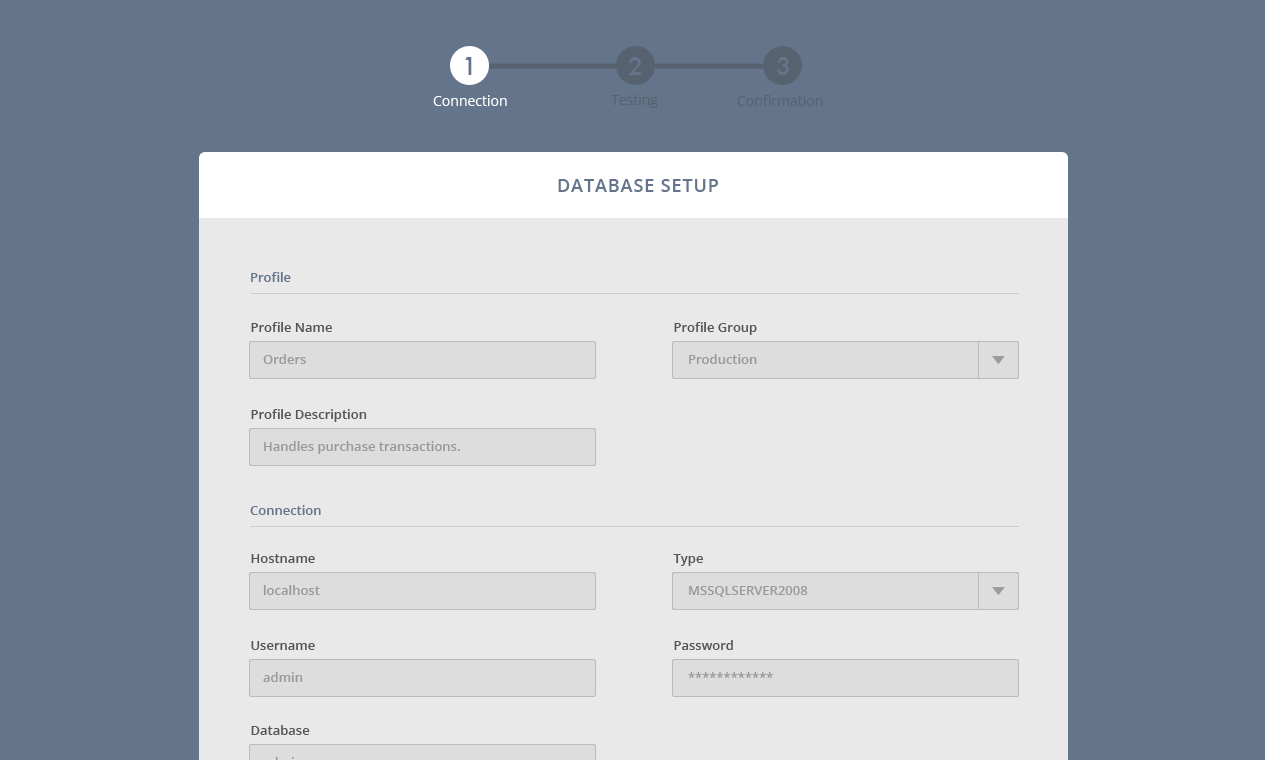 1 2 3
Connection Testing Confirmation
DATABASE SETUP
Profile
Profile Name Profile Group
Orders Production
Profile Description
Handles purchase transactions.
Connection
Hostname Type
localhost MSSQLSERVER2008
Username Password
admin ************
Database